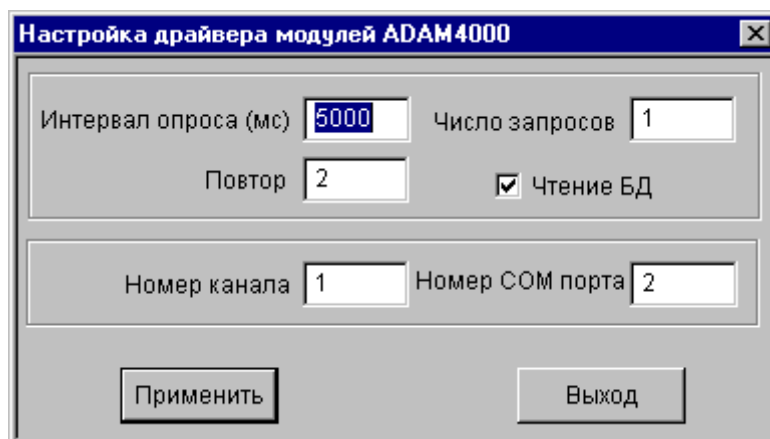 Настройка драйвера модулей ADAM4000
Интервал опроса (мс) 5000 Число запросов 1
Повтор 2 Чтение БД
Номер канала 1 Номер COM порта 2
Применить Выход